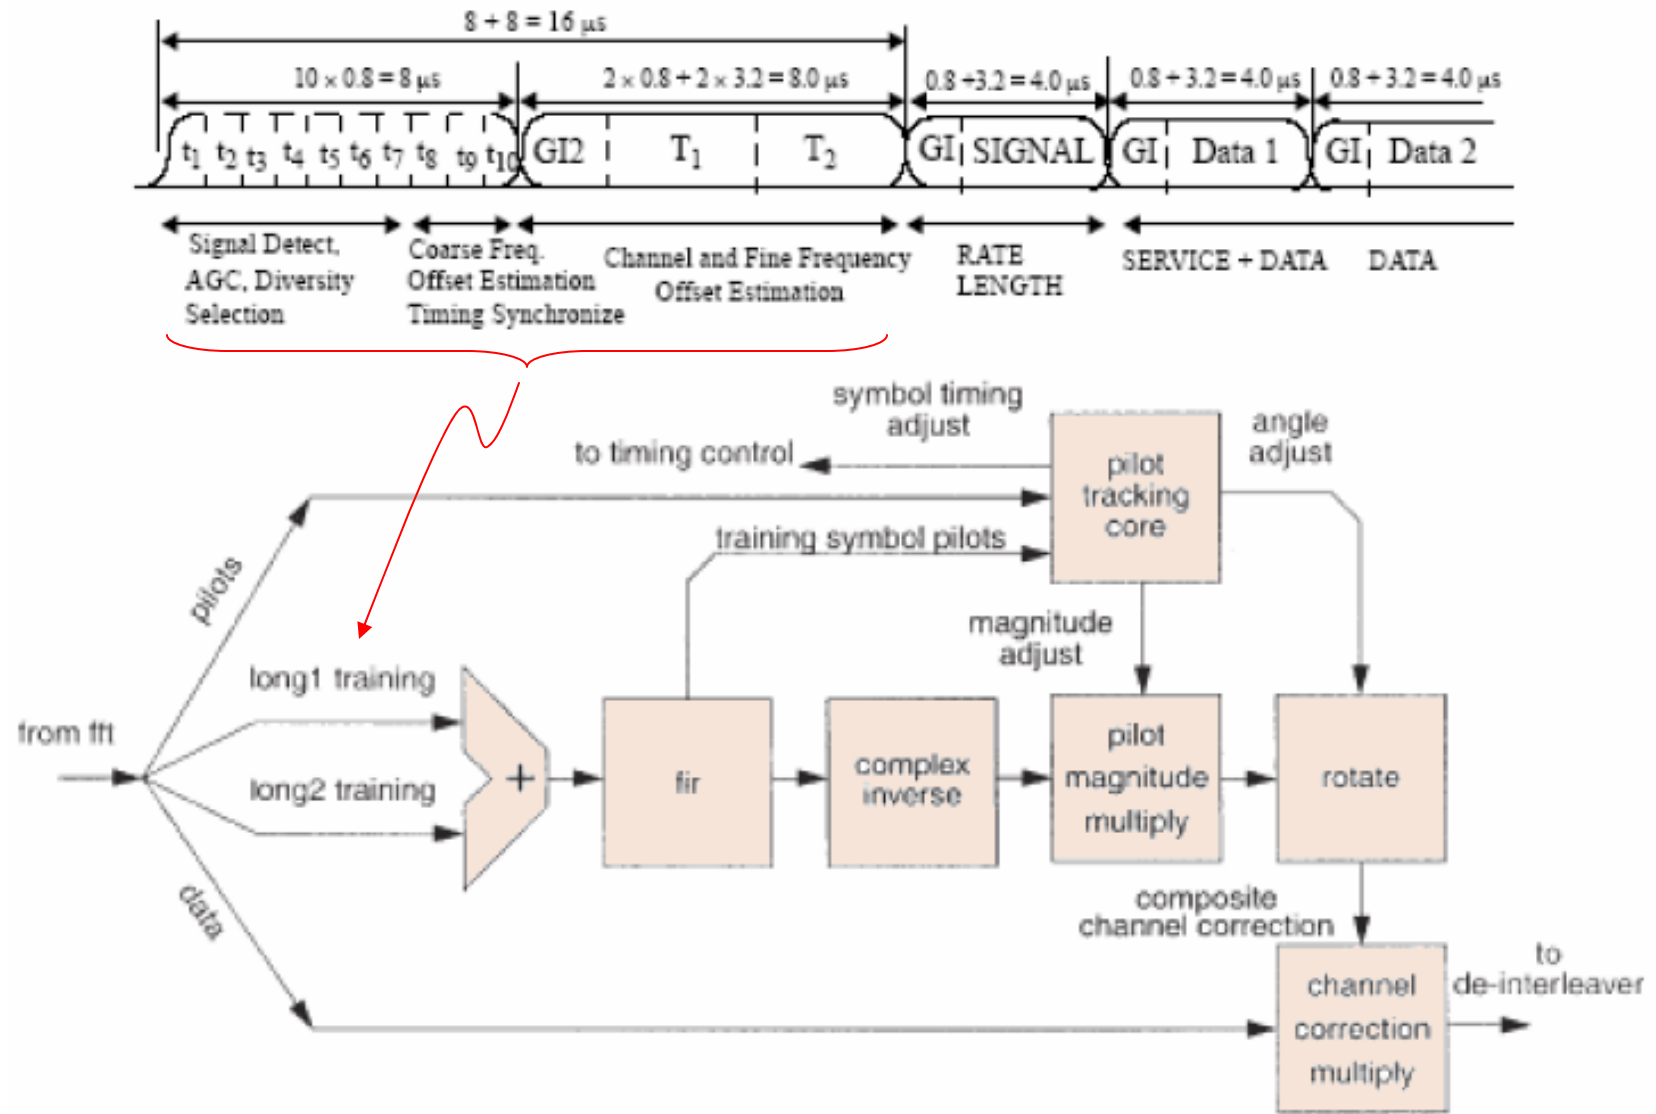 8 + 8 = 16 μs
10 × 0.8 = 8 μs
2 × 0.8 + 2 × 3.2 = 8.0 μs
0.8 +3.2 = 4.0 μs
0.8 + 3.2 = 4.0 μs
0.8 + 3.2 = 4.0 μs
t1 t2 t3 t4 t5 t6 t7 t8 t9 t10
GI2
T1
T2
GI SIGNAL
GI Data 1
GI Data 2
Signal Detect,
AGC, Diversity
Selection
Coarse Freq.
Offset Estimation
Timing Synchronize
Channel and Fine Frequency
Offset Estimation
RATE
LENGTH
SERVICE + DATA
DATA
symbol timing
adjust
to timing control
angle
adjust
pilot
tracking
core
training symbol pilots
pilots
magnitude
adjust
long1 training
from fft
long2 training
+
fir
complex
inverse
pilot
magnitude
multiply
rotate
data
composite
channel correction
channel
correction
multiply
to
de-interleaver